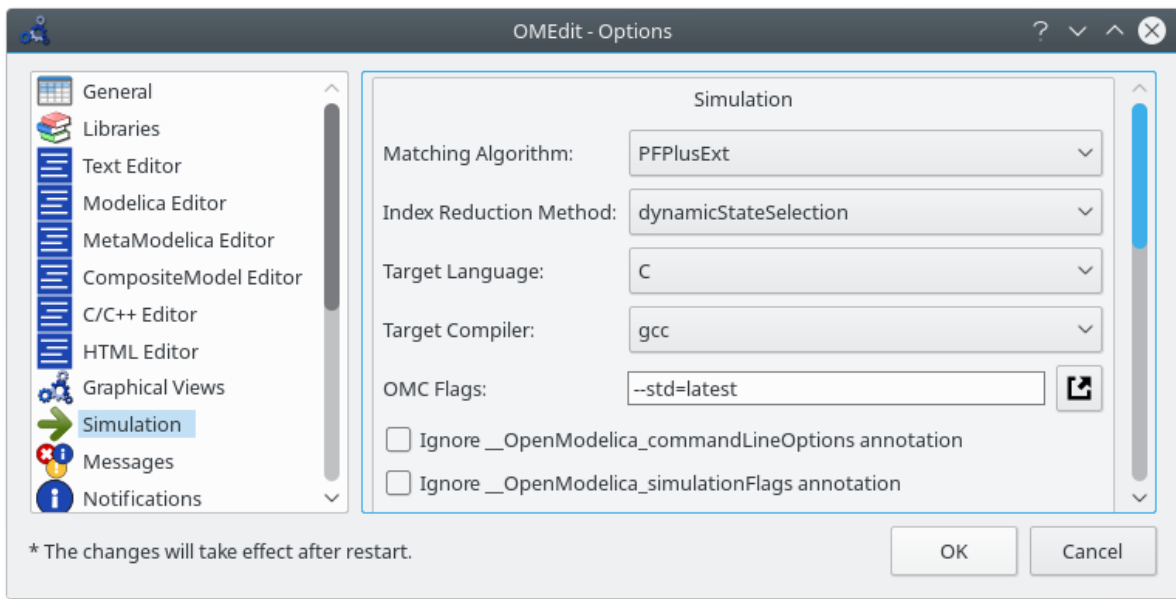 OMEdit - Options
General
Libraries
Text Editor
Modelica Editor
MetaModelica Editor
CompositeModel Editor
C/C++ Editor
HTML Editor
Graphical Views
Simulation
Messages
Notifications
Simulation
Matching Algorithm: PFPlusExt
Index Reduction Method: dynamicStateSelection
Target Language: C
Target Compiler: gcc
OMC Flags: --std=latest
Ignore __OpenModelica_commandLineOptions annotation
Ignore __OpenModelica_simulationFlags annotation
* The changes will take effect after restart.
OK Cancel